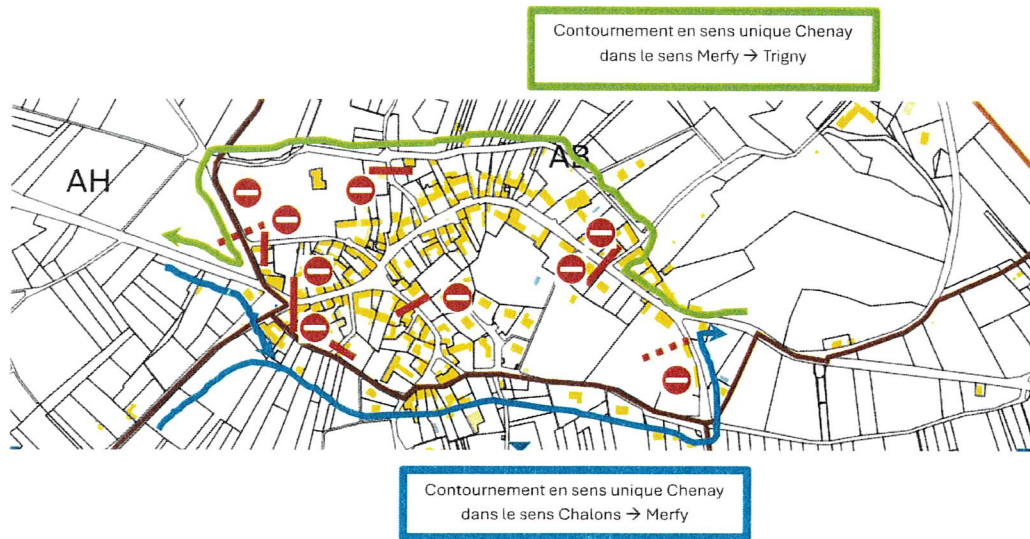 Contournement en sens unique Chenay
dans le sens Merfy → Trigny
AH
AB
Contournement en sens unique Chenay
dans le sens Chalons → Merfy